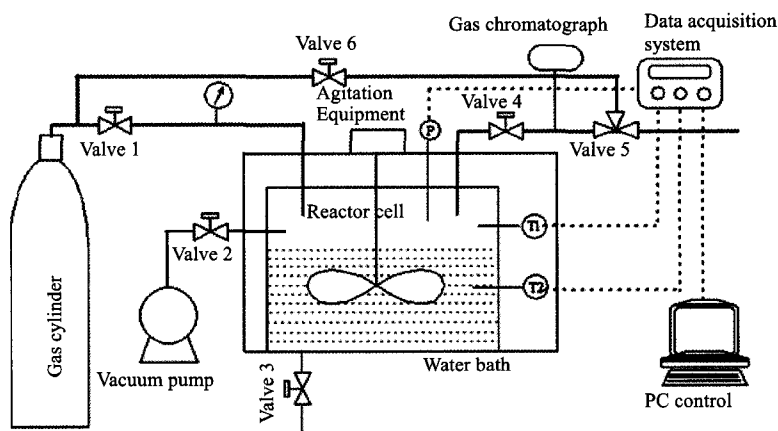 Valve 6
Gas chromatograph
Data acquisition
system
Agitation
Equipment
Valve 4
P
Valve 1
Valve 5
Reactor cell
T1
Valve 2
T2
Gas cylinder
Vacuum pump
Valve 3
Water bath
PC control